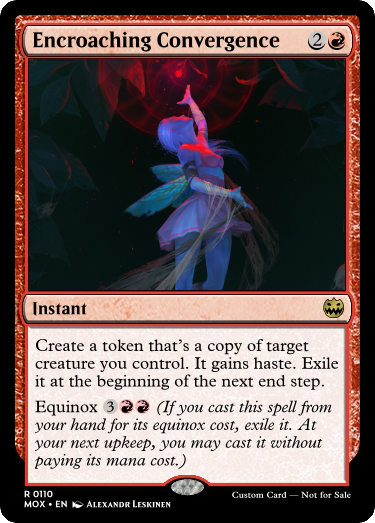 Encroaching Convergence 2
Instant
Create a token that's a copy of target
creature you control. It gains haste. Exile
it at the beginning of the next end step.
Equinox 3 (If you cast this spell from
your hand for its equinox cost, exile it. At
your next upkeep, you may cast it without
paying its mana cost.)
R 0110
MOX • EN Alexandr Leskinen
Custom Card — Not for Sale